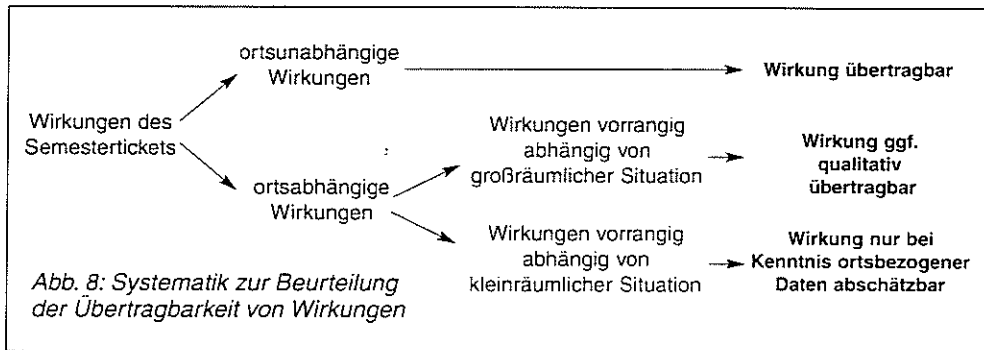 ortsunabhängige
Wirkungen
Wirkung übertragbar
Wirkungen des
Semestertickets
Wirkungen vorrangig
abhängig von
großräumlicher Situation
Wirkung ggf.
qualitativ
übertragbar
ortsabhängige
Wirkungen
Wirkungen vorrangig
abhängig von
kleinräumlicher Situation
Wirkung nur bei
Kenntnis ortsbezogener
Daten abschätzbar
Abb. 8: Systematik zur Beurteilung
der Übertragbarkeit von Wirkungen